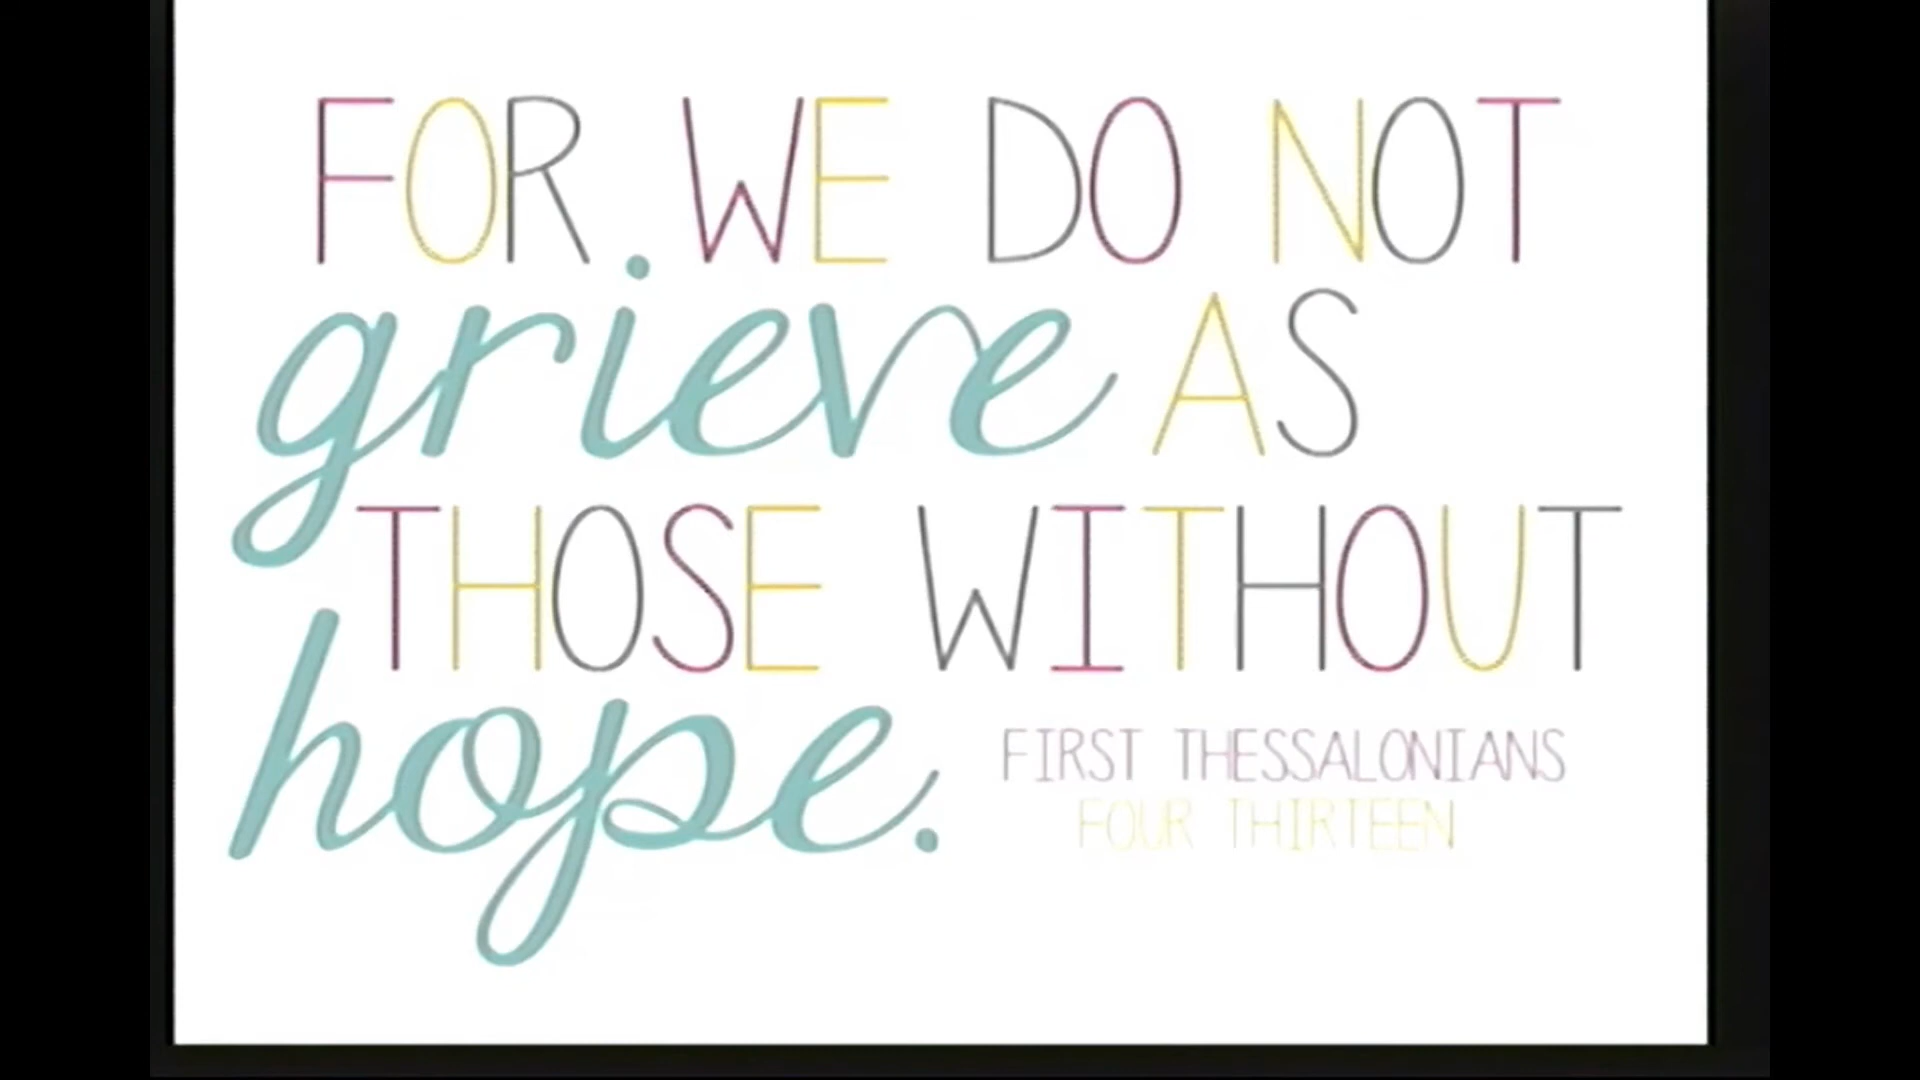 FOR WE DO NOT
grieve AS
THOSE WITHOUT
hope.
FIRST THESSALONIANS
FOUR THIRTEEN